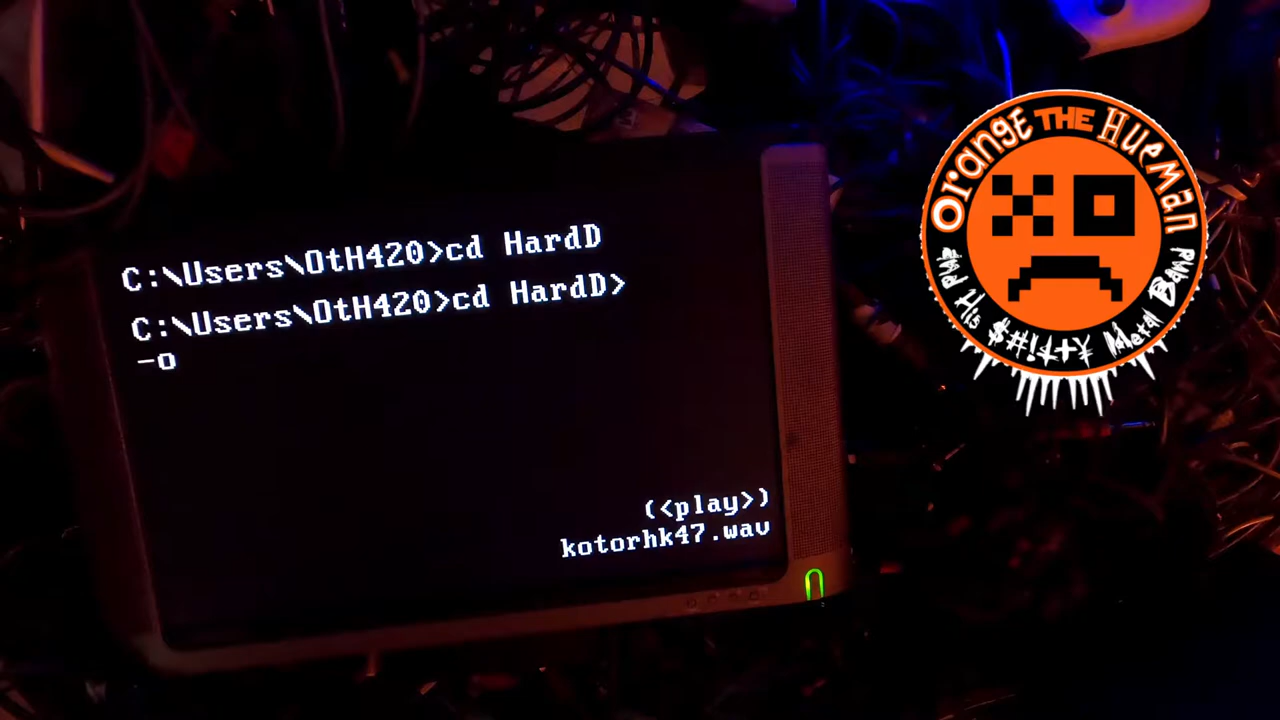 C:\Users\OtH420>cd HardD
C:\Users\OtH420>cd HardD>
-o
(<play>)
kotorhk47.wav
Orange THE Hueman
And His $#!t+y Metal Band